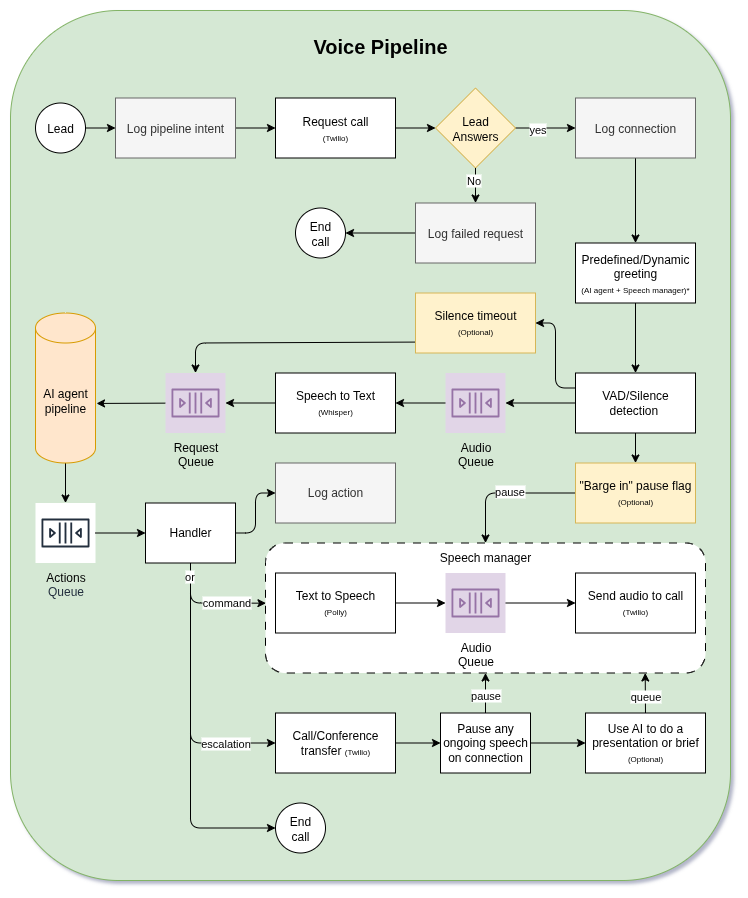 Voice Pipeline
Lead
Log pipeline intent
Request call
(Twilio)
Lead
Answers
yes
Log connection
No
End
call
Log failed request
Predefined/Dynamic
greeting
(AI agent + Speech manager)*
Silence timeout
(Optional)
AI agent
pipeline
Speech to Text
(Whisper)
VAD/Silence
detection
Request
Queue
Audio
Queue
Log action
pause
"Barge in" pause flag
(Optional)
Handler
Actions
Queue
or
Speech manager
command
Text to Speech
(Polly)
Send audio to call
(Twilio)
Audio
Queue
pause
queue
escalation
Call/Conference
transfer (Twilio)
Pause any
ongoing speech
on connection
Use AI to do a
presentation or brief
(Optional)
End
call